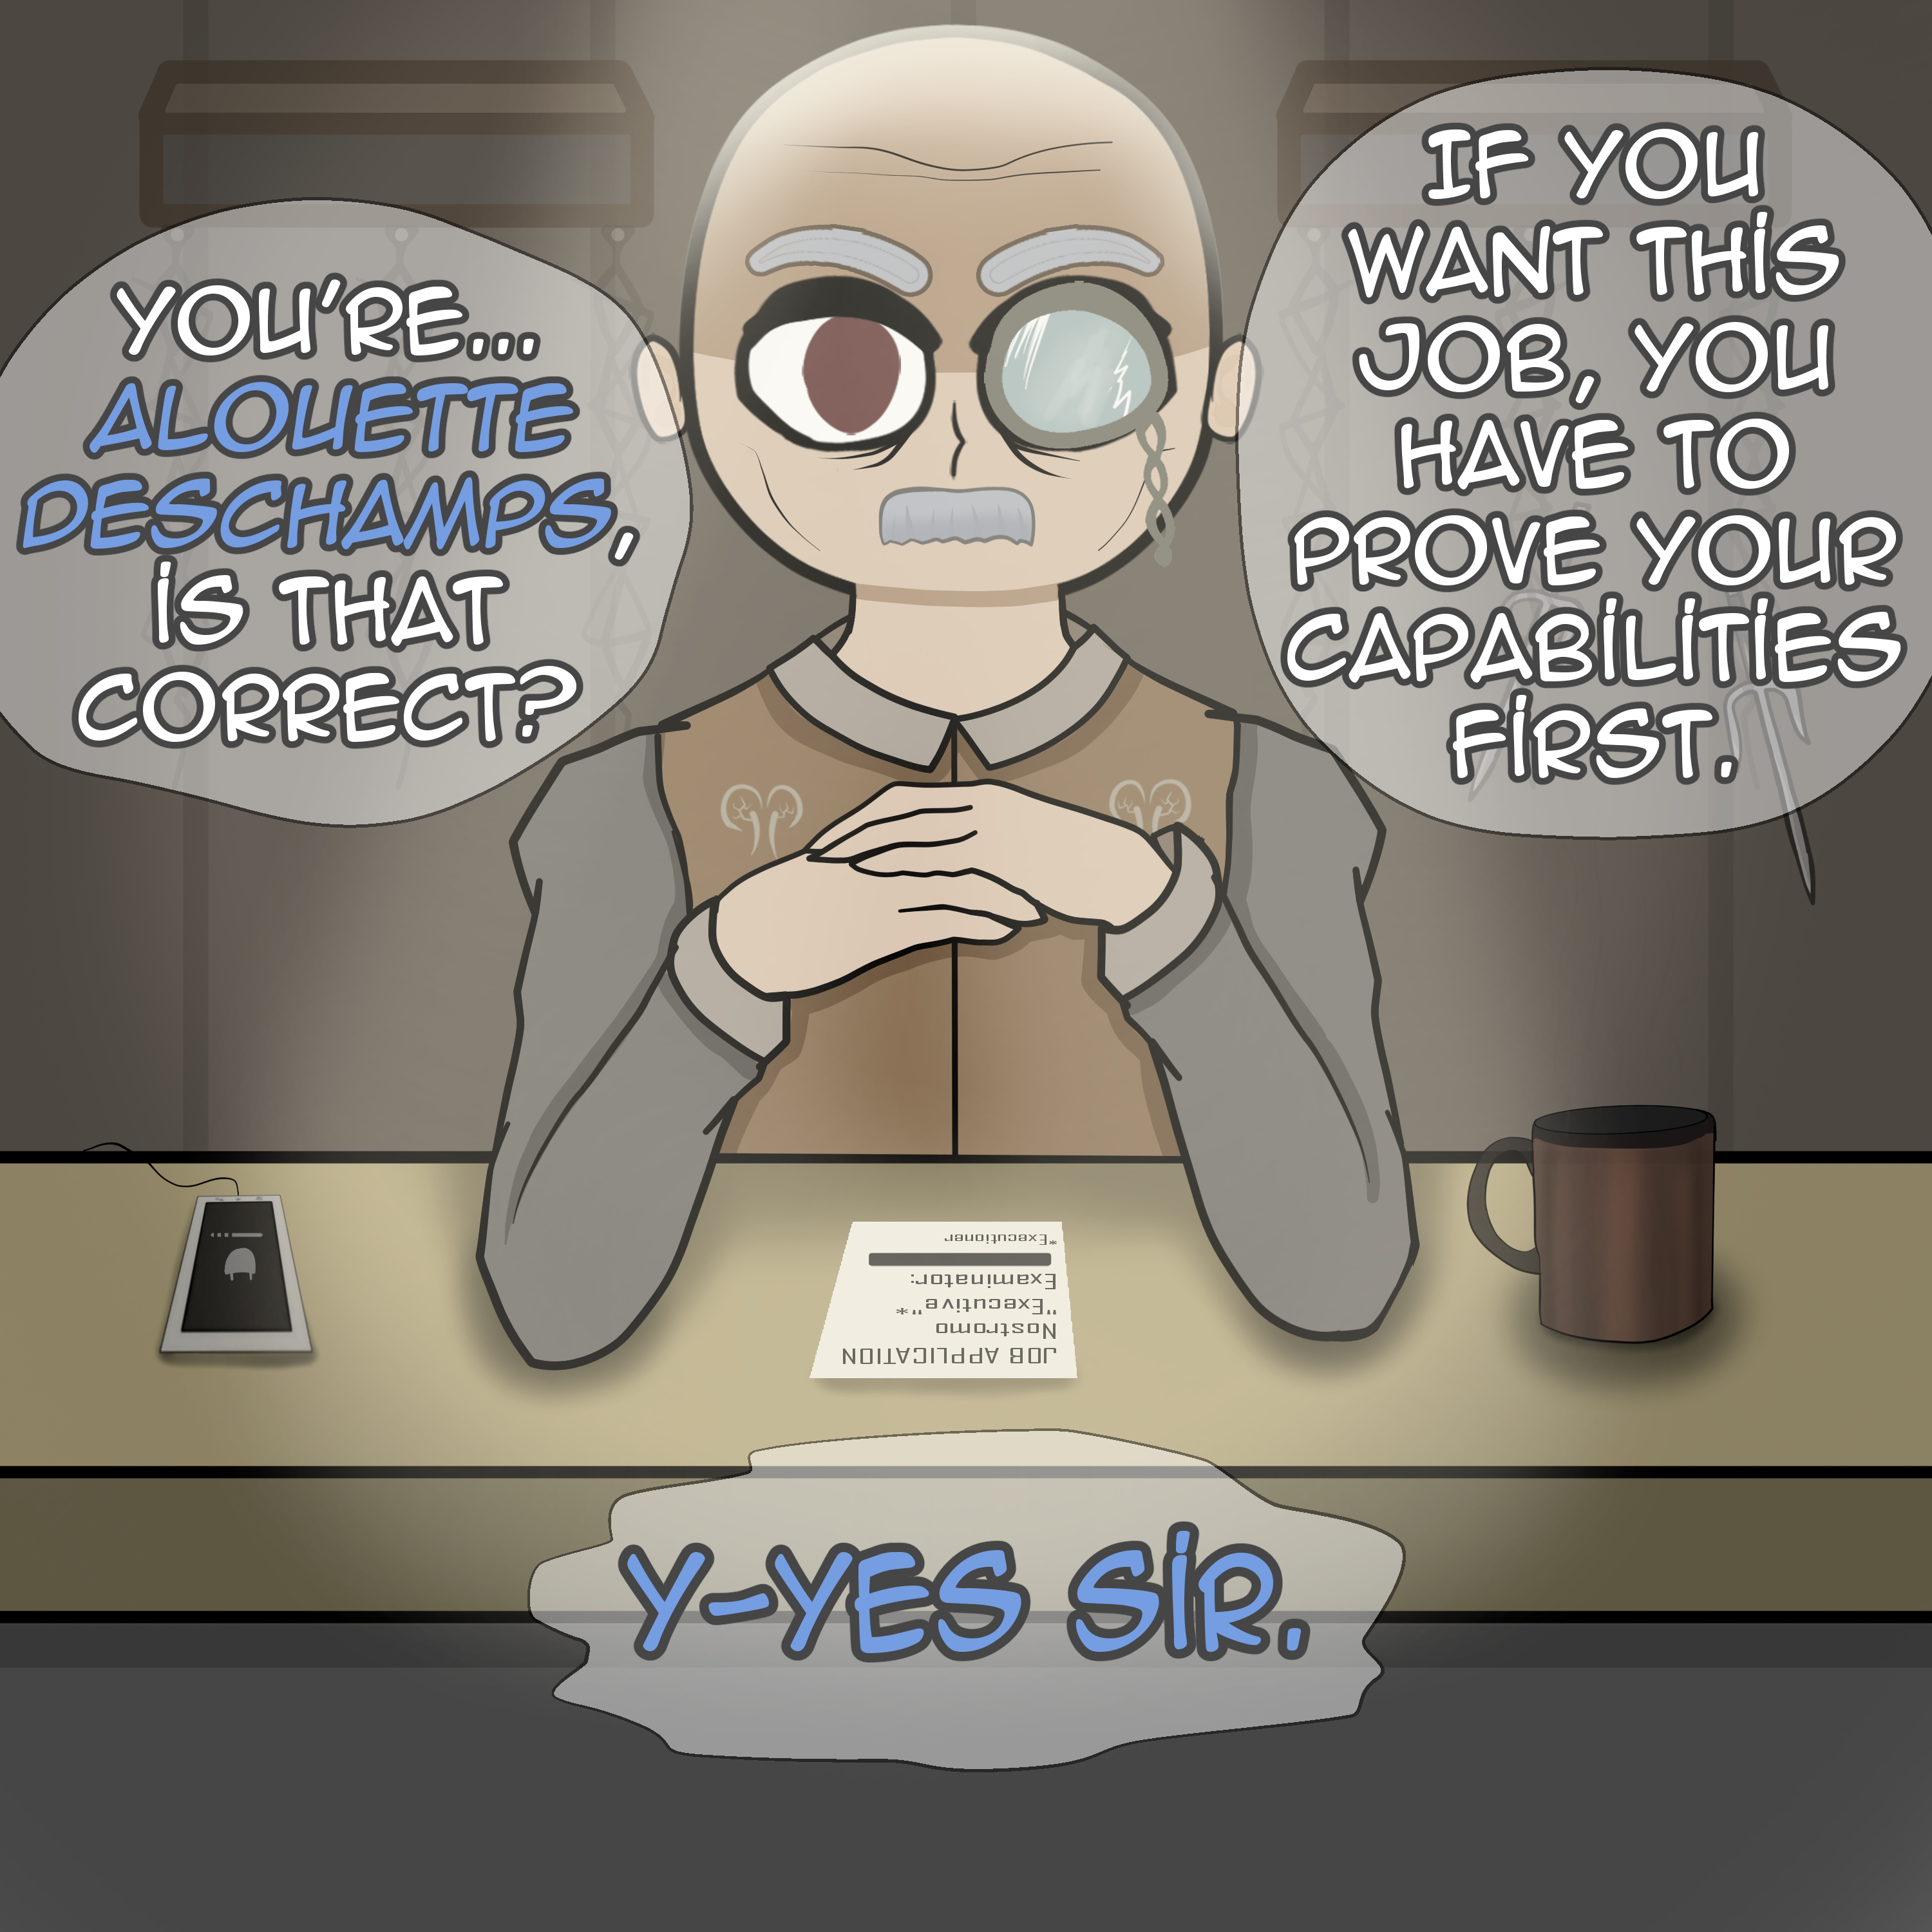 YOU'RE...
ALOUETTE
DESCHAMPS,
IS THAT
CORRECT?
IF YOU
WANT THIS
JOB, YOU
HAVE TO
PROVE YOUR
CAPABILITIES
FIRST.
JOB APPLICATION
Nostromo
"Executive"*
Examinator:
*Executioner
Y-YES SIR.